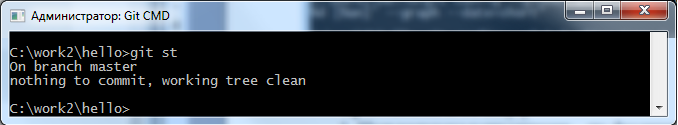 Администратор: Git CMD
C:\work2\hello>git st
On branch master
nothing to commit, working tree clean
C:\work2\hello>